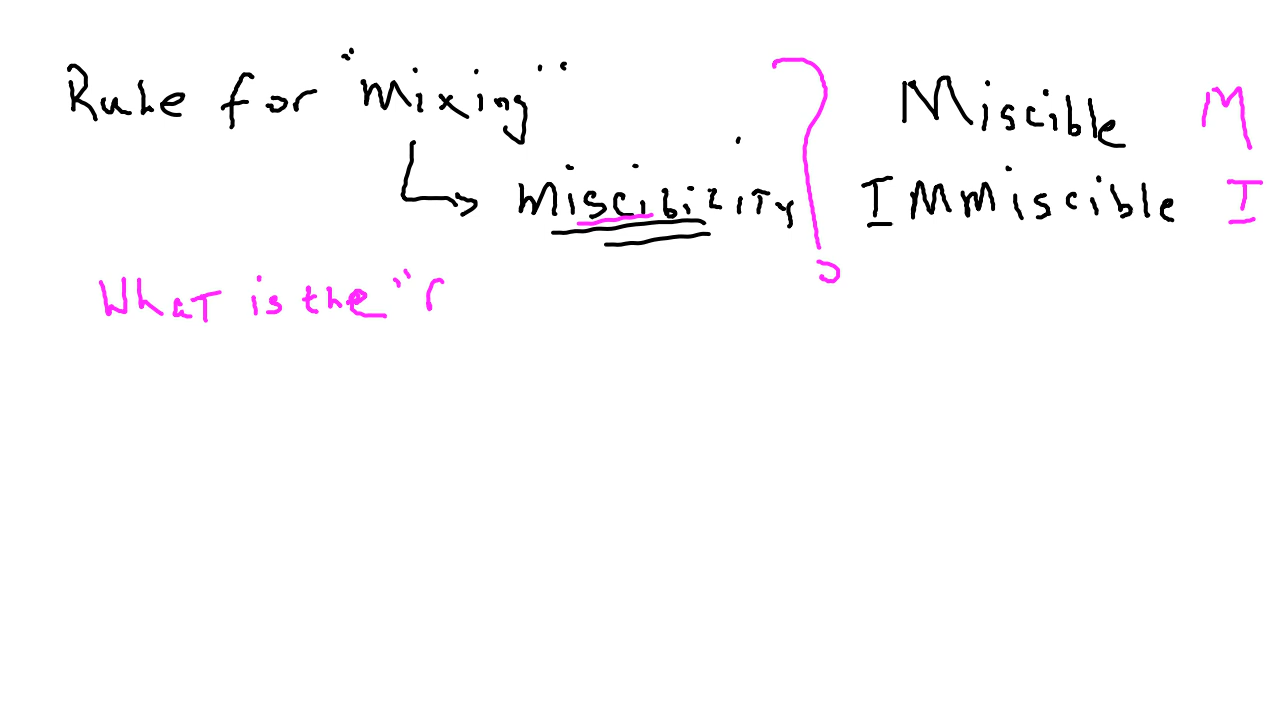 Rule for "Mixing"
Miscibility ?
Miscible M
Immiscible I
What is the "r